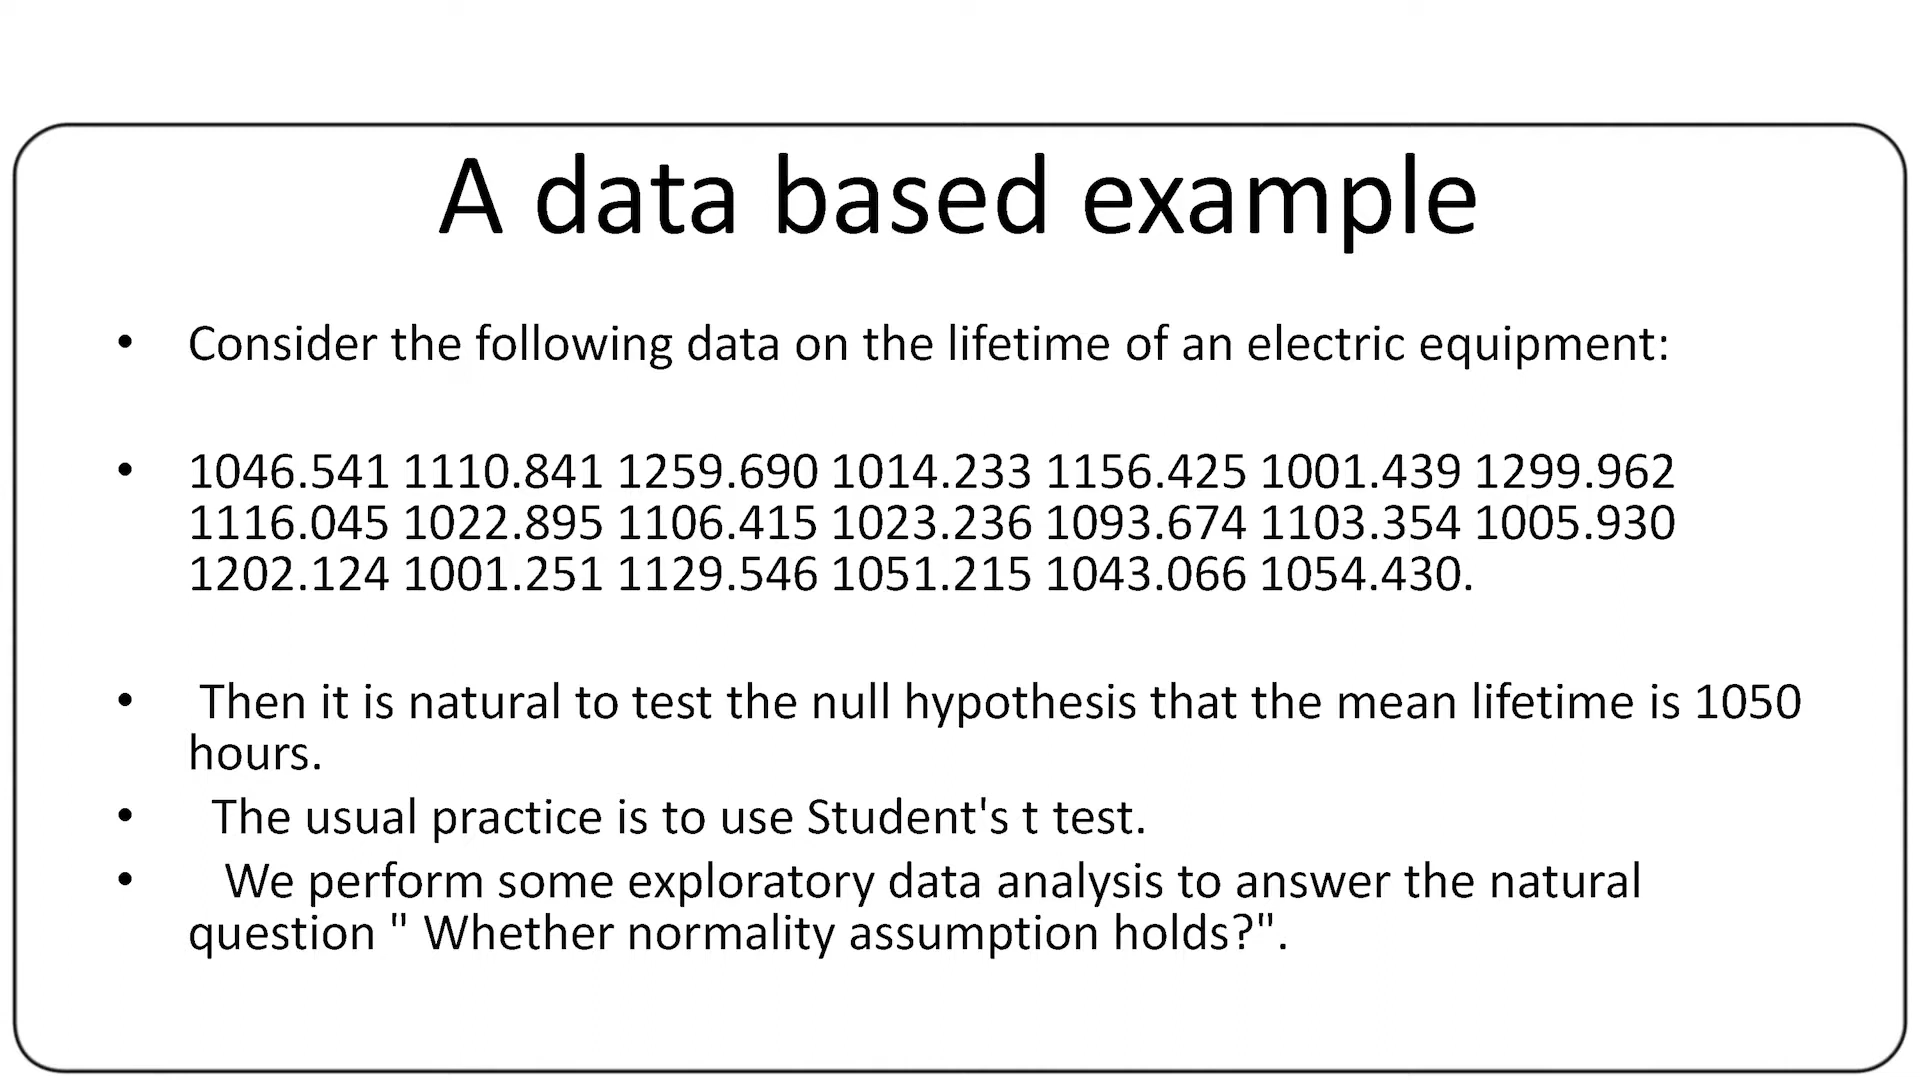 A data based example
• Consider the following data on the lifetime of an electric equipment:
• 1046.541 1110.841 1259.690 1014.233 1156.425 1001.439 1299.962
1116.045 1022.895 1106.415 1023.236 1093.674 1103.354 1005.930
1202.124 1001.251 1129.546 1051.215 1043.066 1054.430.
• Then it is natural to test the null hypothesis that the mean lifetime is 1050
hours.
• The usual practice is to use Student's t test.
• We perform some exploratory data analysis to answer the natural
question " Whether normality assumption holds?".